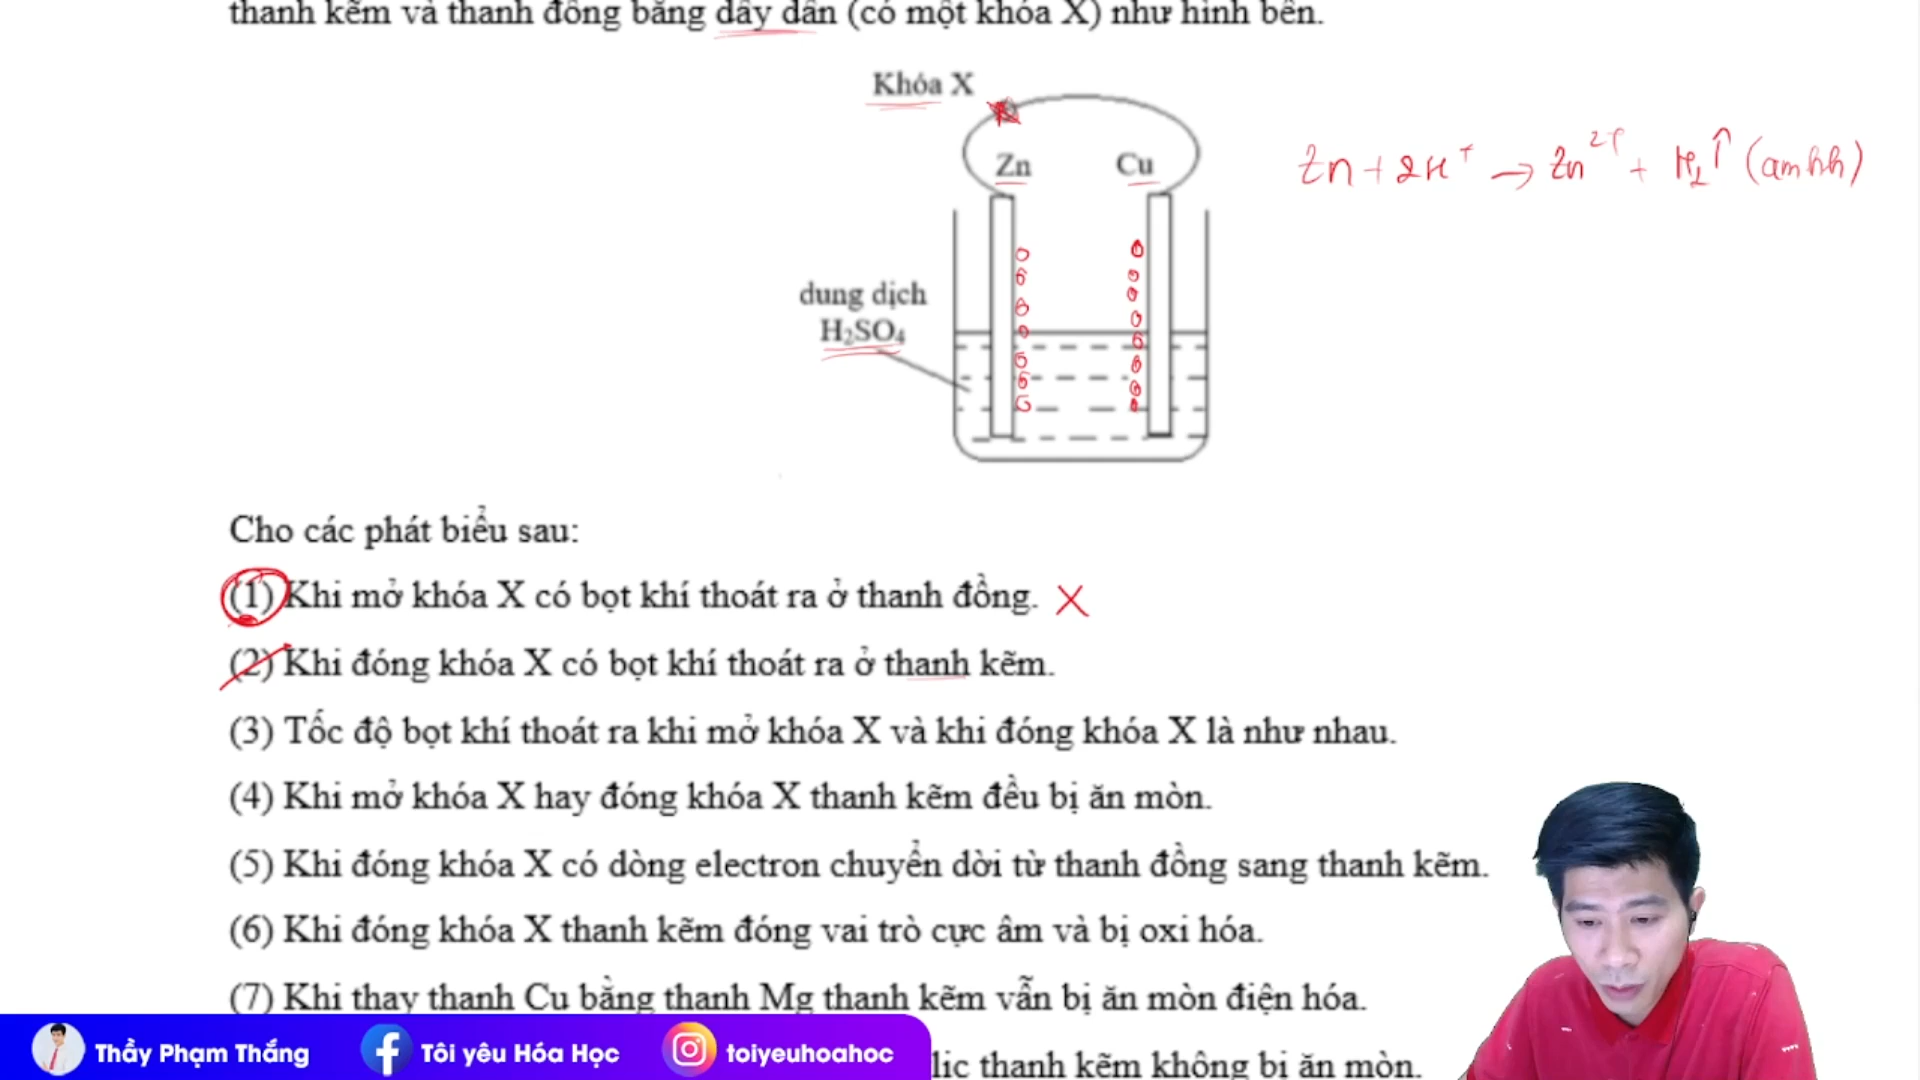 thanh kẽm và thanh đồng bằng dây dẫn (có một khóa X) như hình bên.
Khóa X
Zn Cu
Zn + 2H⁺ → Zn²⁺ + H₂↑ (amhh)
dung dịch
H₂SO₄
Cho các phát biểu sau:
(1) Khi mở khóa X có bọt khí thoát ra ở thanh đồng. X
(2) Khi đóng khóa X có bọt khí thoát ra ở thanh kẽm.
(3) Tốc độ bọt khí thoát ra khi mở khóa X và khi đóng khóa X là như nhau.
(4) Khi mở khóa X hay đóng khóa X thanh kẽm đều bị ăn mòn.
(5) Khi đóng khóa X có dòng electron chuyển dời từ thanh đồng sang thanh kẽm.
(6) Khi đóng khóa X thanh kẽm đóng vai trò cực âm và bị oxi hóa.
(7) Khi thay thanh Cu bằng thanh Mg thanh kẽm vẫn bị ăn mòn điện hóa.
lic thanh kẽm không bị ăn mòn.
Thầy Phạm Thắng Tôi yêu Hóa Học toiyeuhoahoc